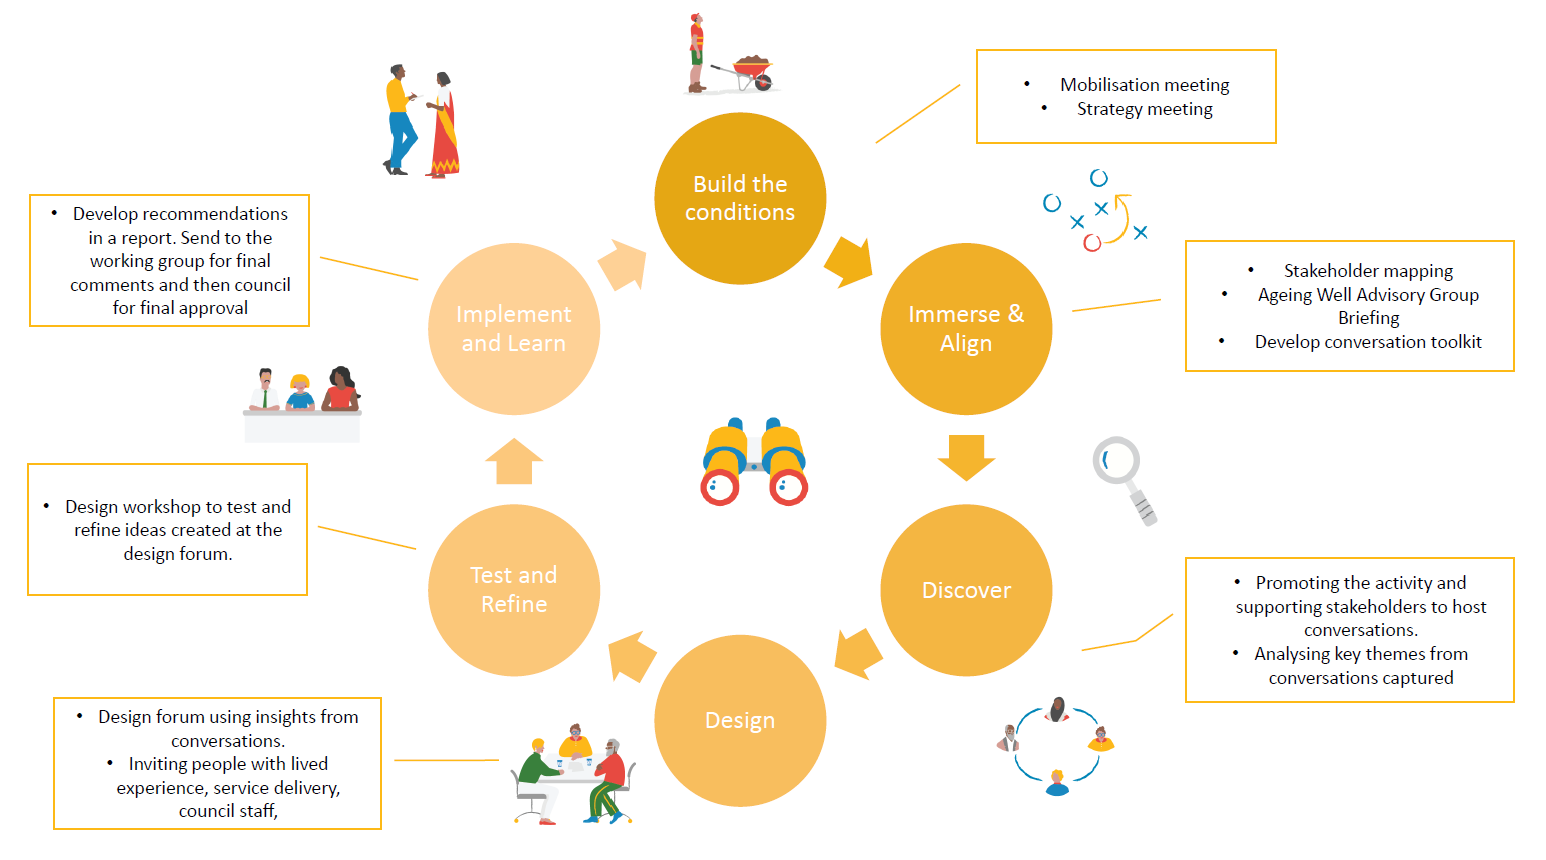 Build the
conditions
• Mobilisation meeting
• Strategy meeting
Immerse &
Align
• Stakeholder mapping
• Ageing Well Advisory Group
Briefing
• Develop conversation toolkit
Discover
• Promoting the activity and
supporting stakeholders to host
conversations.
• Analysing key themes from
conversations captured
Design
• Design forum using insights from
conversations.
• Inviting people with lived
experience, service delivery,
council staff,
Test and
Refine
• Design workshop to test and
refine ideas created at the
design forum.
Implement
and Learn
• Develop recommendations
in a report. Send to the
working group for final
comments and then council
for final approval